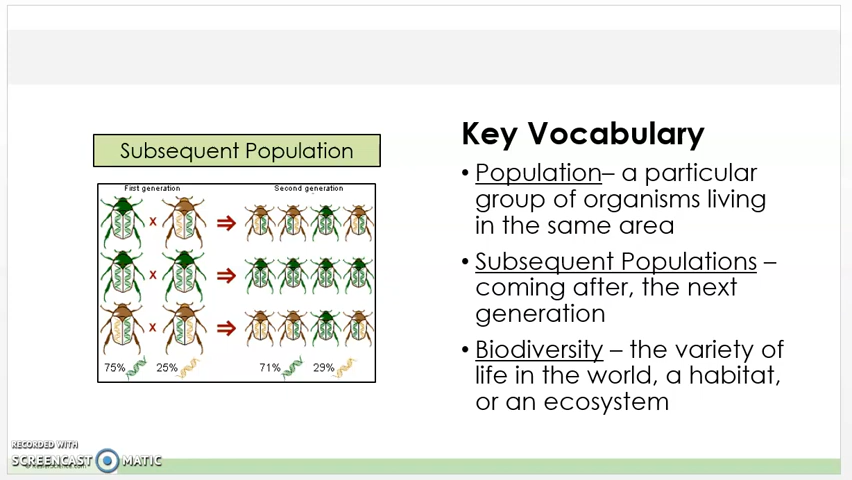 Subsequent Population
First generation
Second generation
x
x
x
75%
25%
71%
29%
Key Vocabulary
• Population– a particular
group of organisms living
in the same area
• Subsequent Populations –
coming after, the next
generation
• Biodiversity – the variety of
life in the world, a habitat,
or an ecosystem
RECORDED WITH
SCREENCAST MATIC